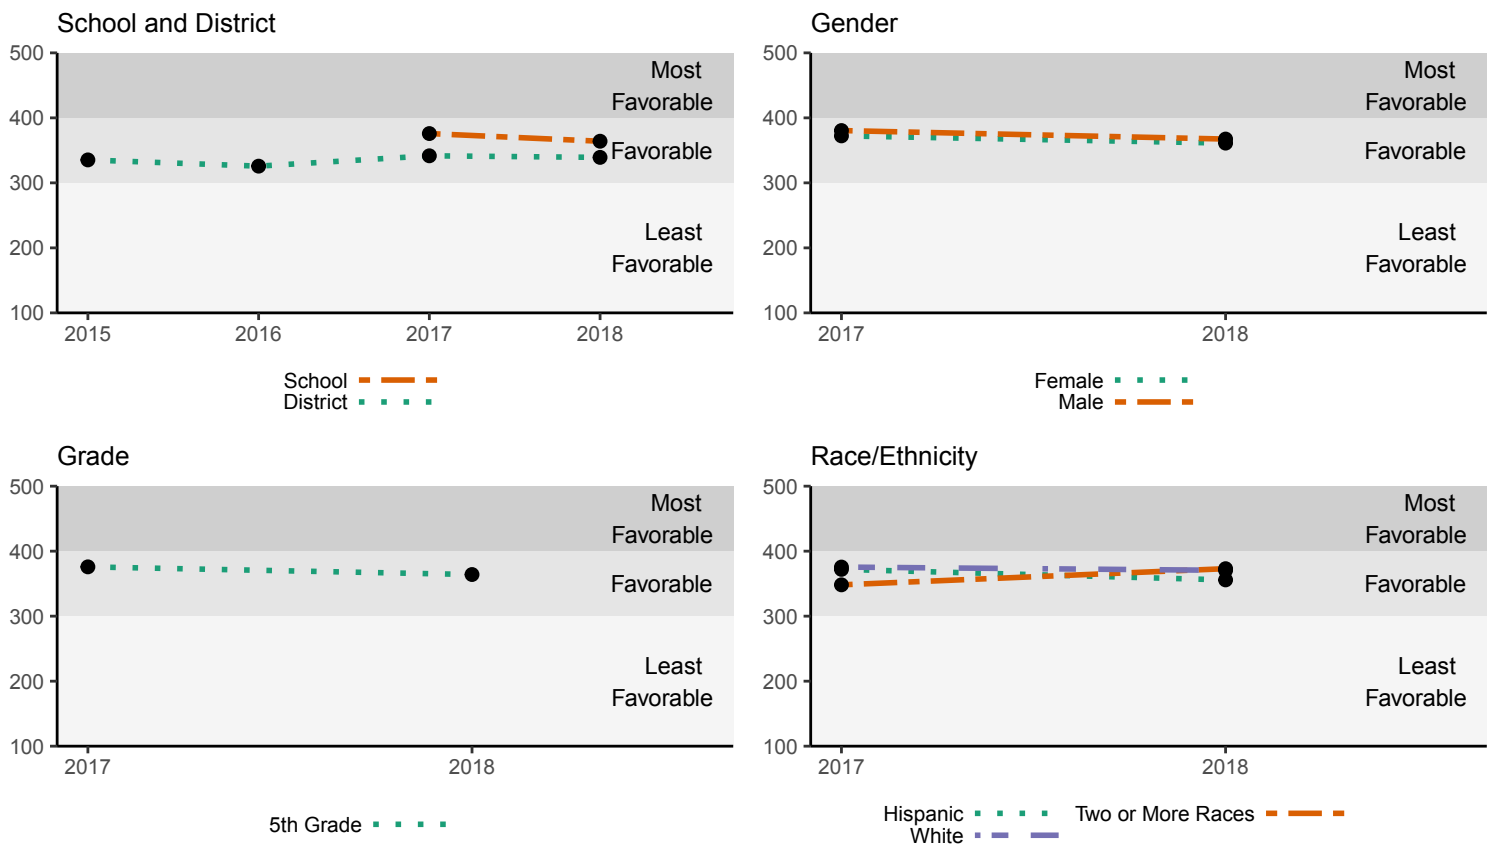 School and District
500
400
300
200
100
Most
Favorable
Favorable
Least
Favorable
2015 2016 2017 2018
School
District
Gender
500
400
300
200
100
Most
Favorable
Favorable
Least
Favorable
2017 2018
Female
Male
Grade
500
400
300
200
100
Most
Favorable
Favorable
Least
Favorable
2017 2018
5th Grade
Race/Ethnicity
500
400
300
200
100
Most
Favorable
Favorable
Least
Favorable
2017 2018
Hispanic Two or More Races
White